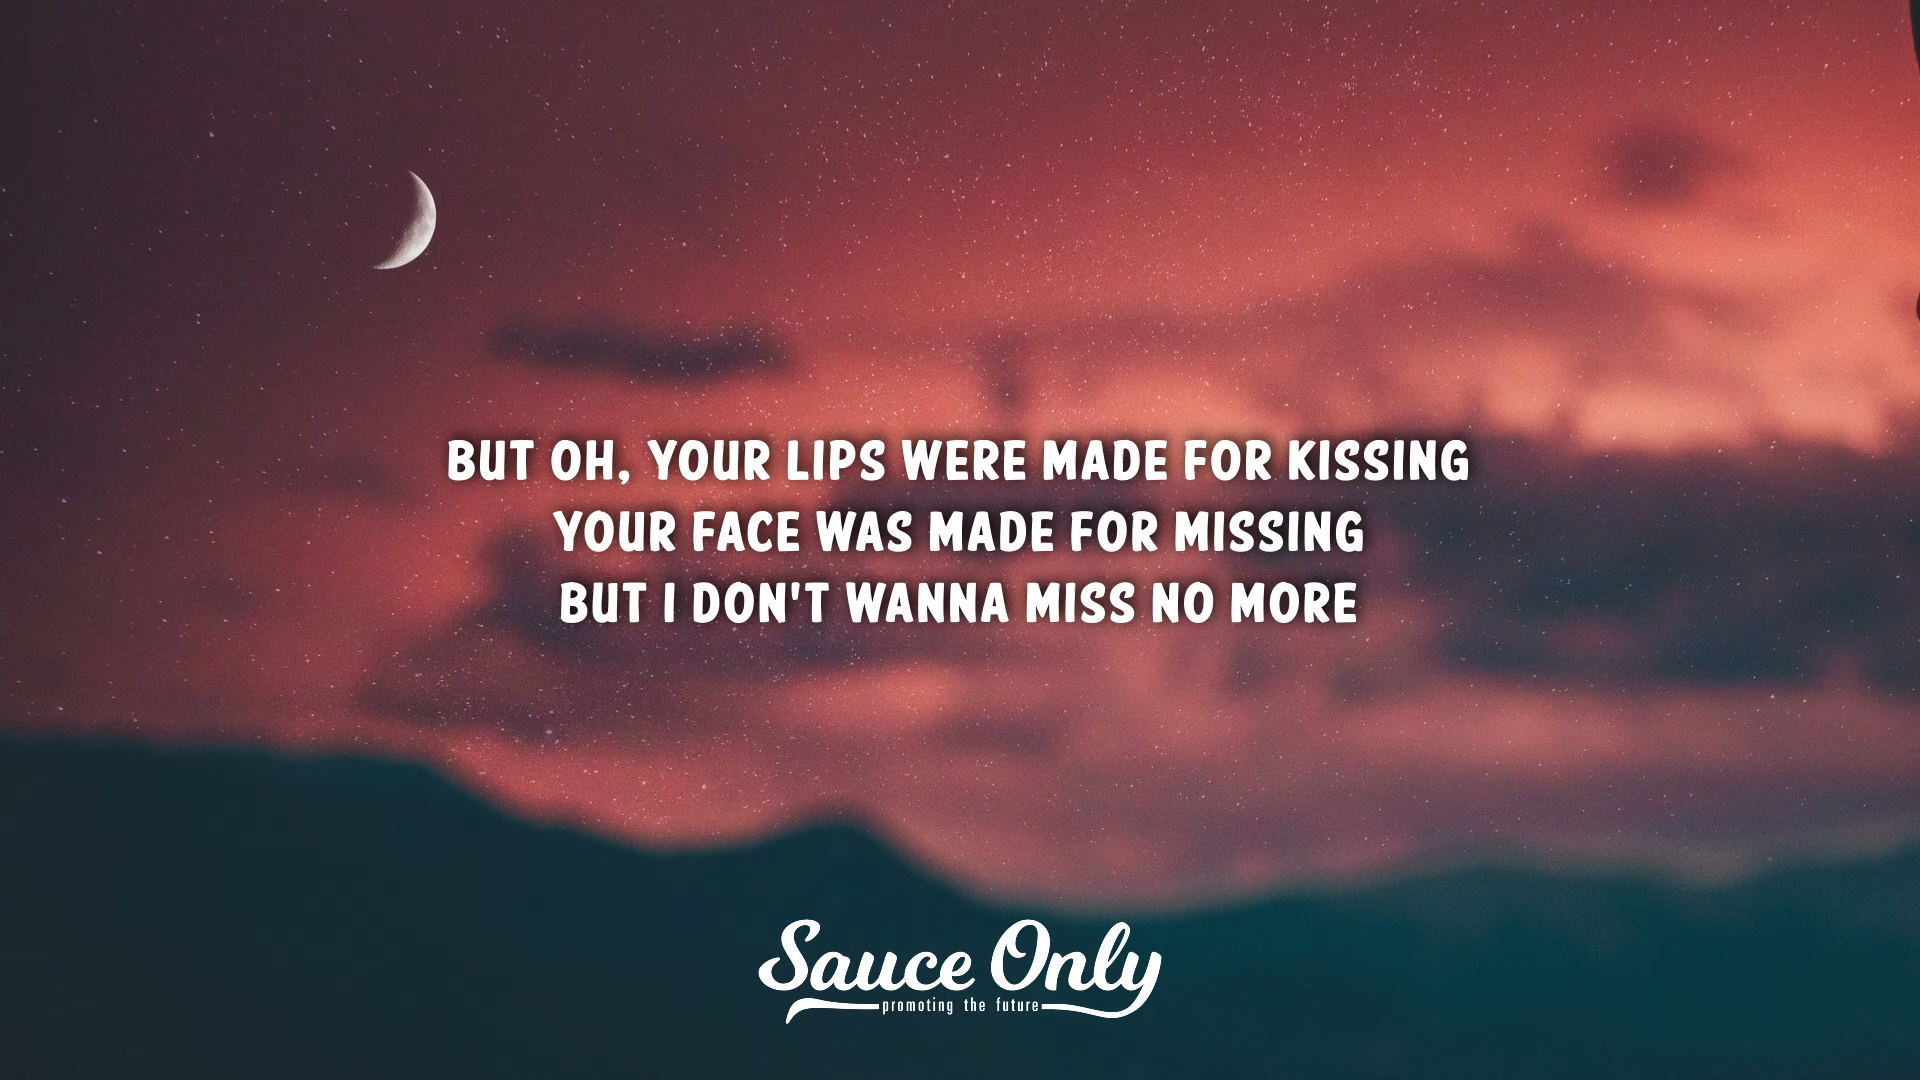 BUT OH, YOUR LIPS WERE MADE FOR KISSING
YOUR FACE WAS MADE FOR MISSING
BUT I DON'T WANNA MISS NO MORE
Sauce Only
promoting the future